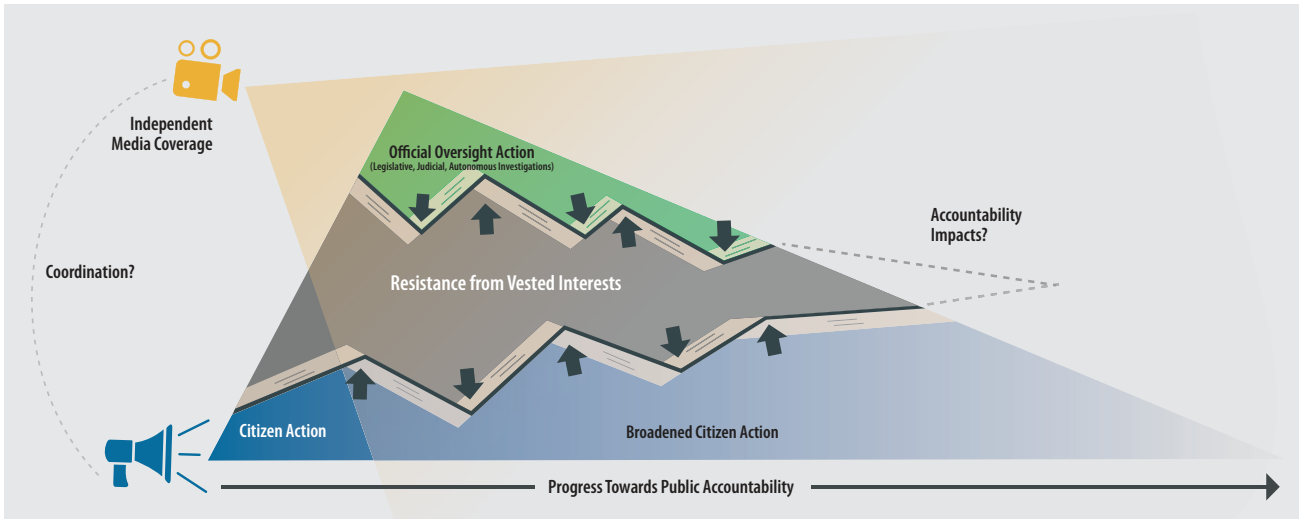 Independent
Media Coverage
Official Oversight Action
(Legislative, Judicial, Autonomous Investigations)
Accountability
Impacts?
Coordination?
Resistance from Vested Interests
Citizen Action
Broadened Citizen Action
Progress Towards Public Accountability